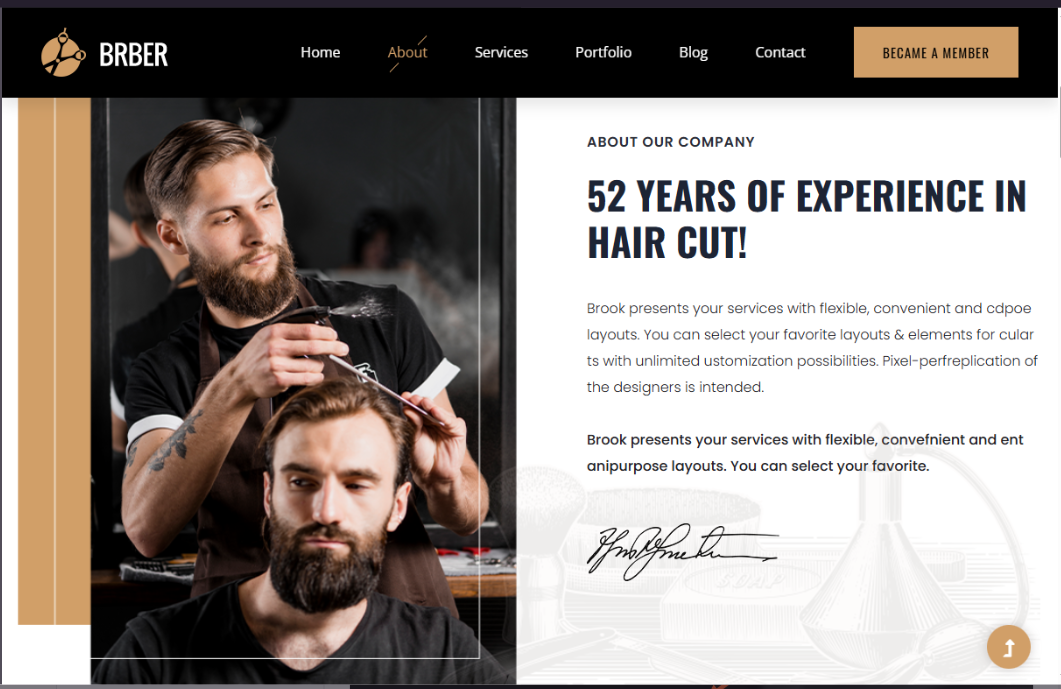 BRBER
Home About Services Portfolio Blog Contact BECAME A MEMBER
ABOUT OUR COMPANY
52 YEARS OF EXPERIENCE IN
HAIR CUT!
Brook presents your services with flexible, convenient and cdpoe
layouts. You can select your favorite layouts & elements for cular
ts with unlimited ustomization possibilities. Pixel-perfreplication of
the designers is intended.
Brook presents your services with flexible, convefnient and ent
anipurpose layouts. You can select your favorite.
SOAP